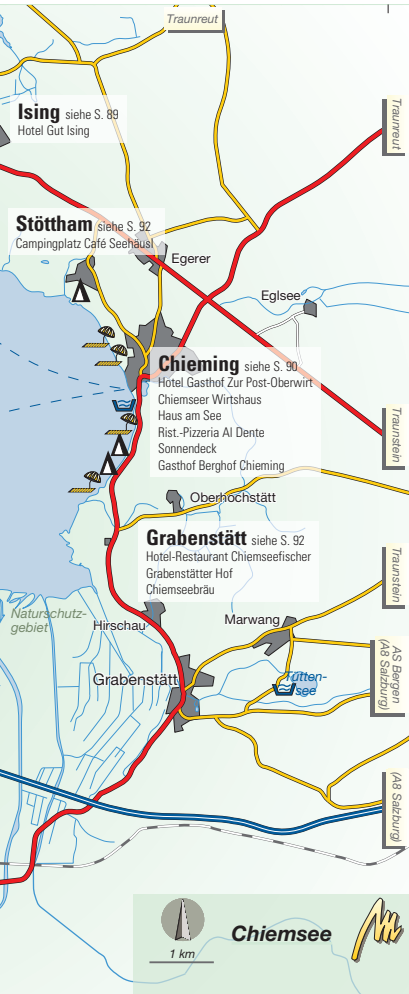 Traunreut
Traunreut
Ising siehe S. 89
Hotel Gut Ising
Stöttham siehe S. 92
Campingplatz Café Seehäusl
Egerer
Eglsee
Chieming siehe S. 90
Hotel Gasthof Zur Post-Oberwirt
Chiemseer Wirtshaus
Haus am See
Rist.-Pizzeria Al Dente
Sonnendeck
Gasthof Berghof Chieming
Traunstein
Oberhochstätt
Grabenstätt siehe S. 92
Hotel-Restaurant Chiemseefischer
Grabenstätter Hof
Chiemseebräu
Traunstein
Naturschutz-
gebiet
Hirschau
Marwang
AS Bergen
(A8 Salzburg)
Grabenstätt
Tütten-
see
(A8 Salzburg)
1 km
Chiemsee